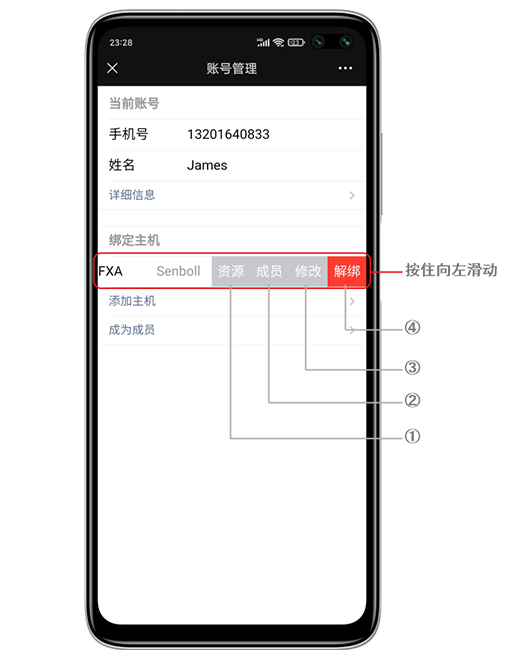 23:28
账号管理
当前账号
手机号 13201640833
姓名 James
详细信息
绑定主机
FXA Senboll 资源 成员 修改 解绑 按住向左滑动
添加主机
成为成员
④
③
②
①